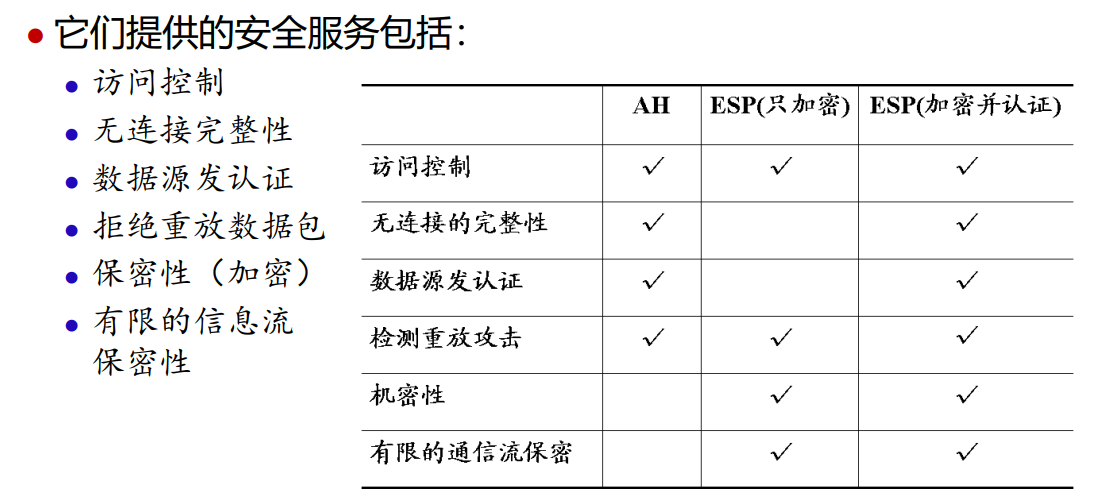 它们提供的安全服务包括：
访问控制
无连接完整性
数据源发认证
拒绝重放数据包
保密性（加密）
有限的信息流
保密性
AH ESP(只加密) ESP(加密并认证)
访问控制 ✓ ✓ ✓
无连接的完整性 ✓ ✓
数据源发认证 ✓ ✓
检测重放攻击 ✓ ✓ ✓
机密性 ✓ ✓
有限的通信流保密 ✓ ✓